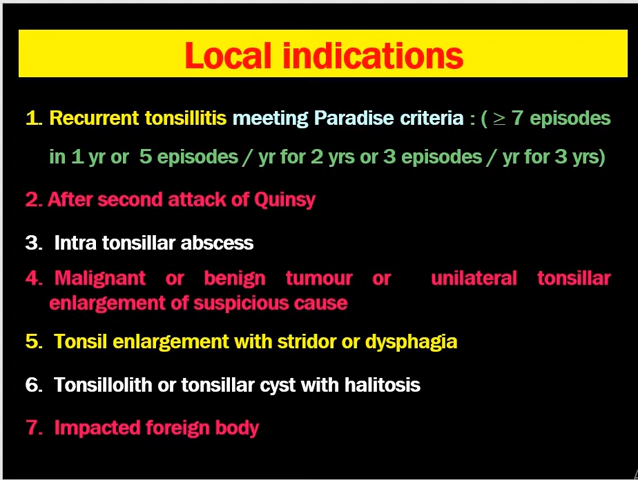 Local indications
1. Recurrent tonsillitis meeting Paradise criteria : ( ≥ 7 episodes
in 1 yr or 5 episodes / yr for 2 yrs or 3 episodes / yr for 3 yrs)
2. After second attack of Quinsy
3. Intra tonsillar abscess
4. Malignant or benign tumour or unilateral tonsillar
enlargement of suspicious cause
5. Tonsil enlargement with stridor or dysphagia
6. Tonsillolith or tonsillar cyst with halitosis
7. Impacted foreign body